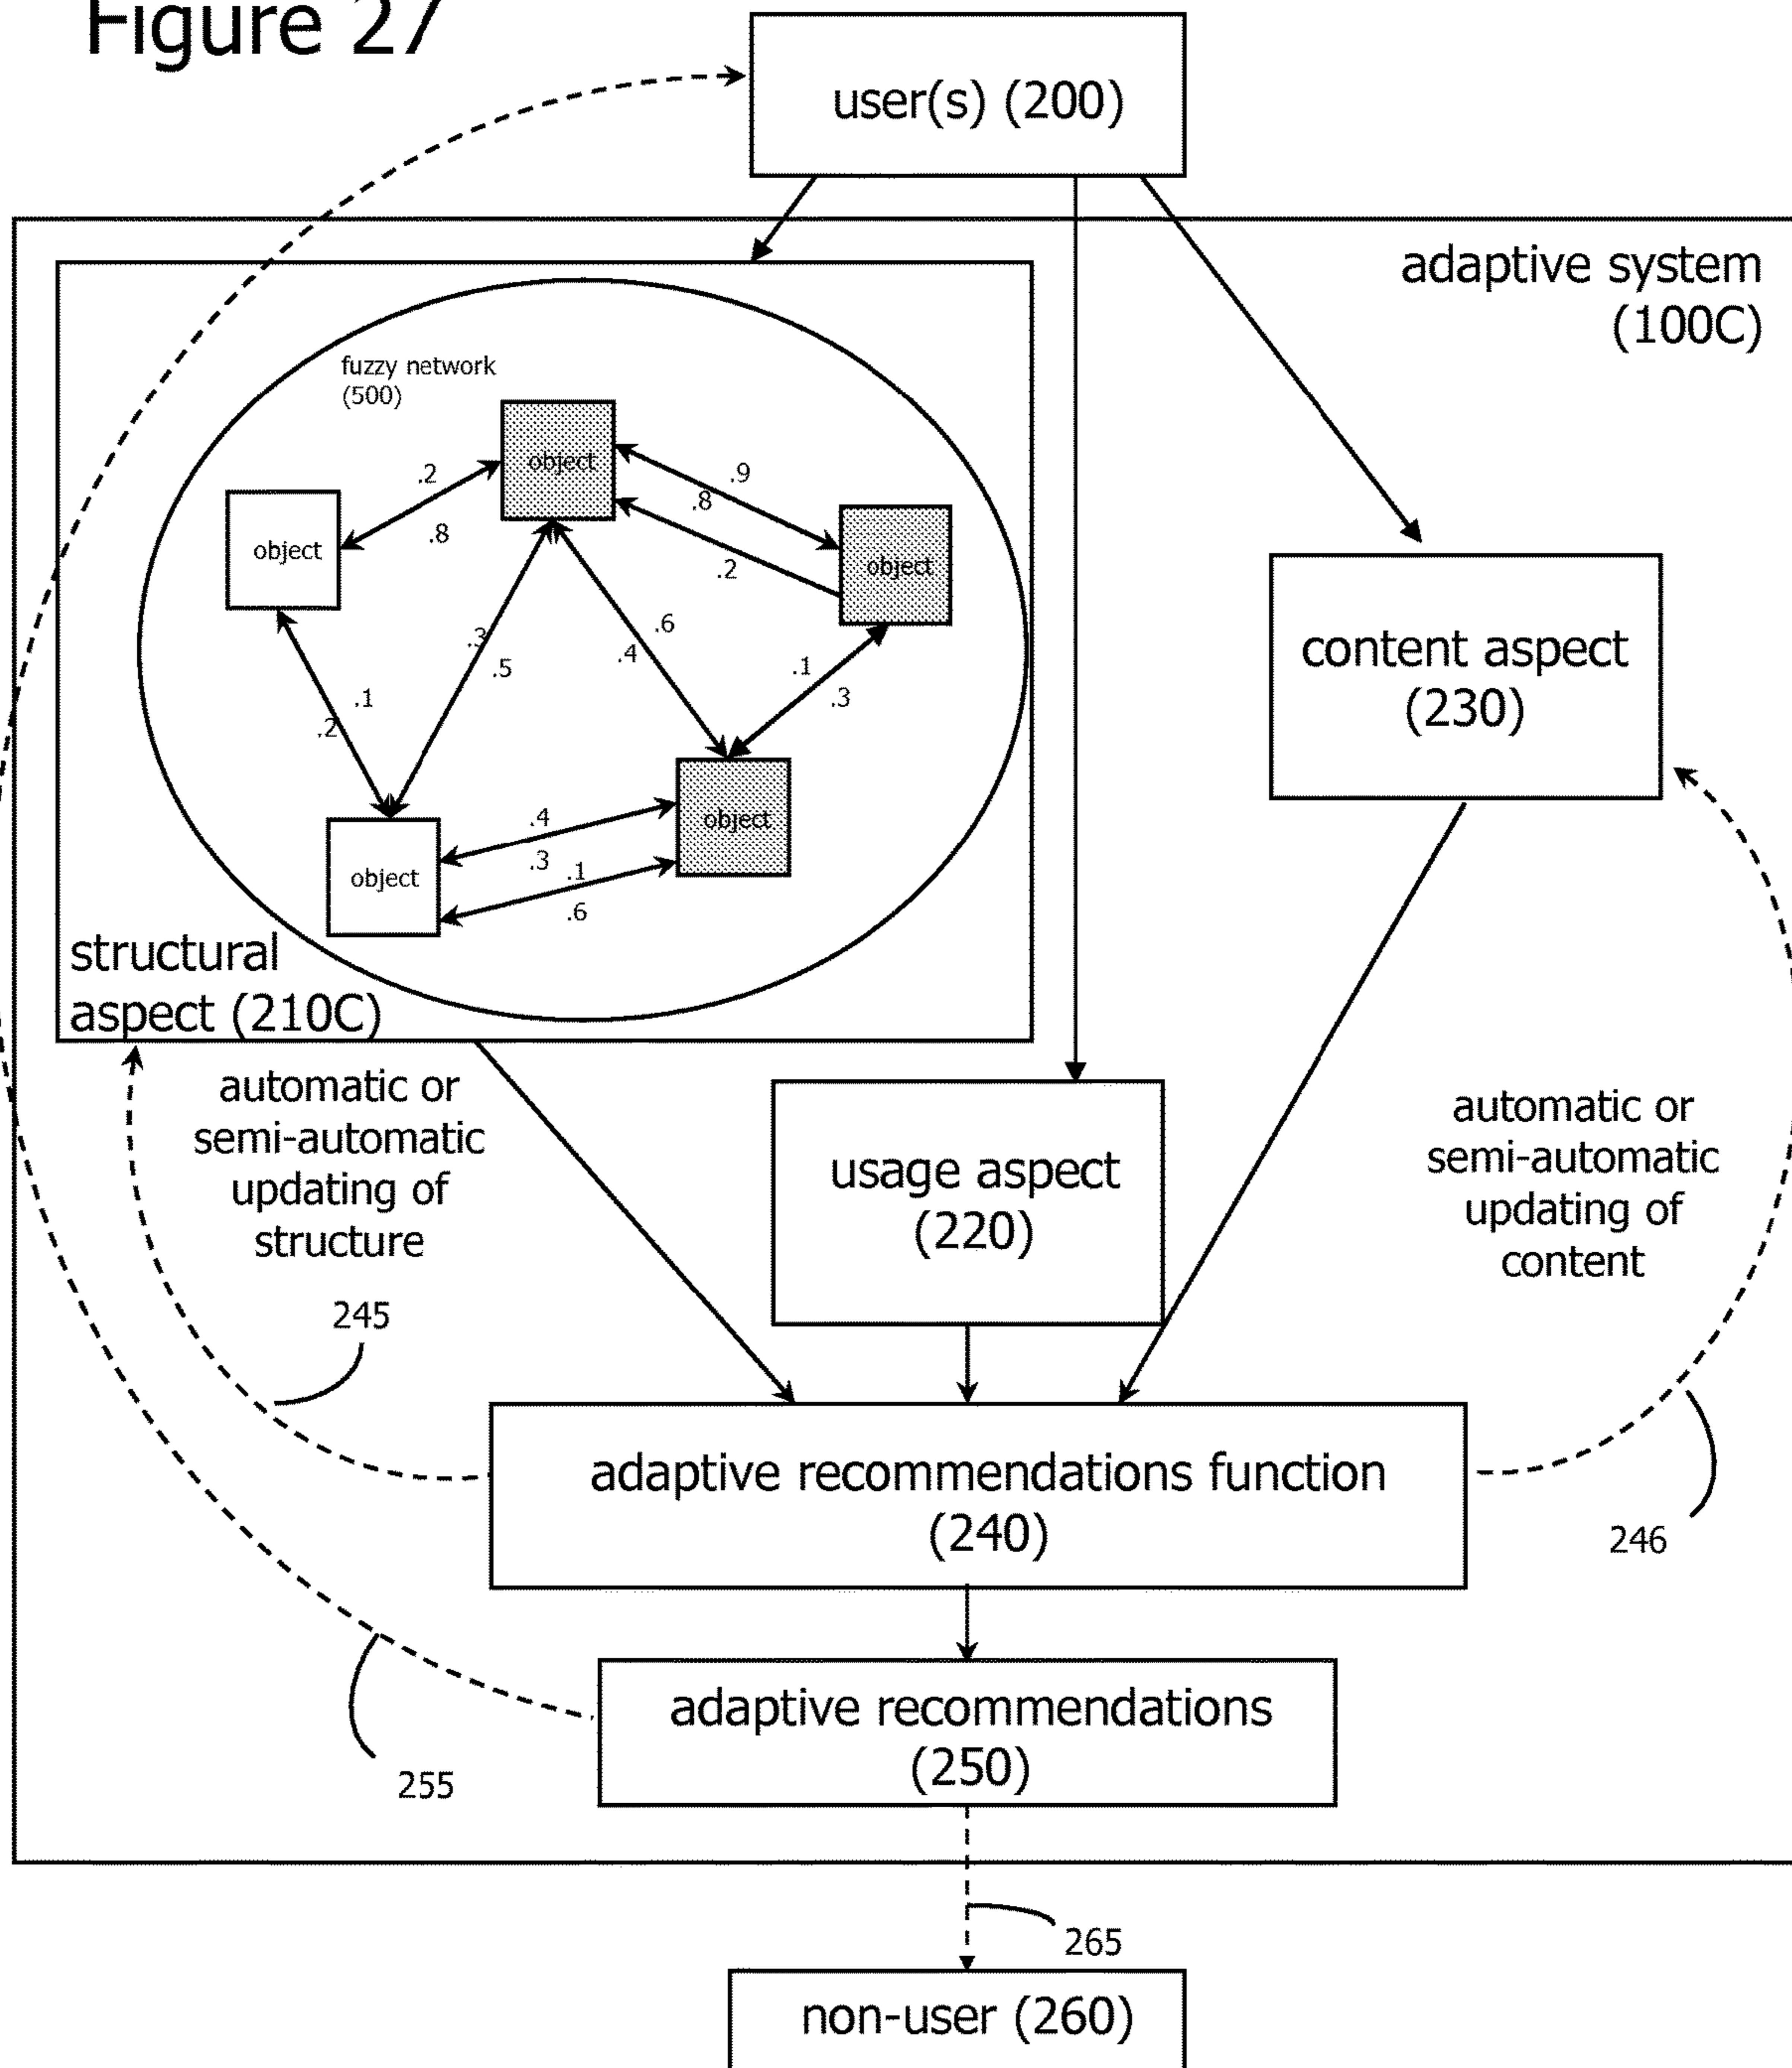 Figure 27
user(s) (200)
adaptive system
(100C)
fuzzy network
(500)
object
.2
.8
.9
.8
.2
object
object
.3
.5
.6
.4
.1
.3
.1
.2
object
object
.4
.3
.1
.6
structural
aspect (210C)
content aspect
(230)
automatic or
semi-automatic
updating of
structure
usage aspect
(220)
automatic or
semi-automatic
updating of
content
245
246
adaptive recommendations function
(240)
adaptive recommendations
(250)
255
265
non-user (260)